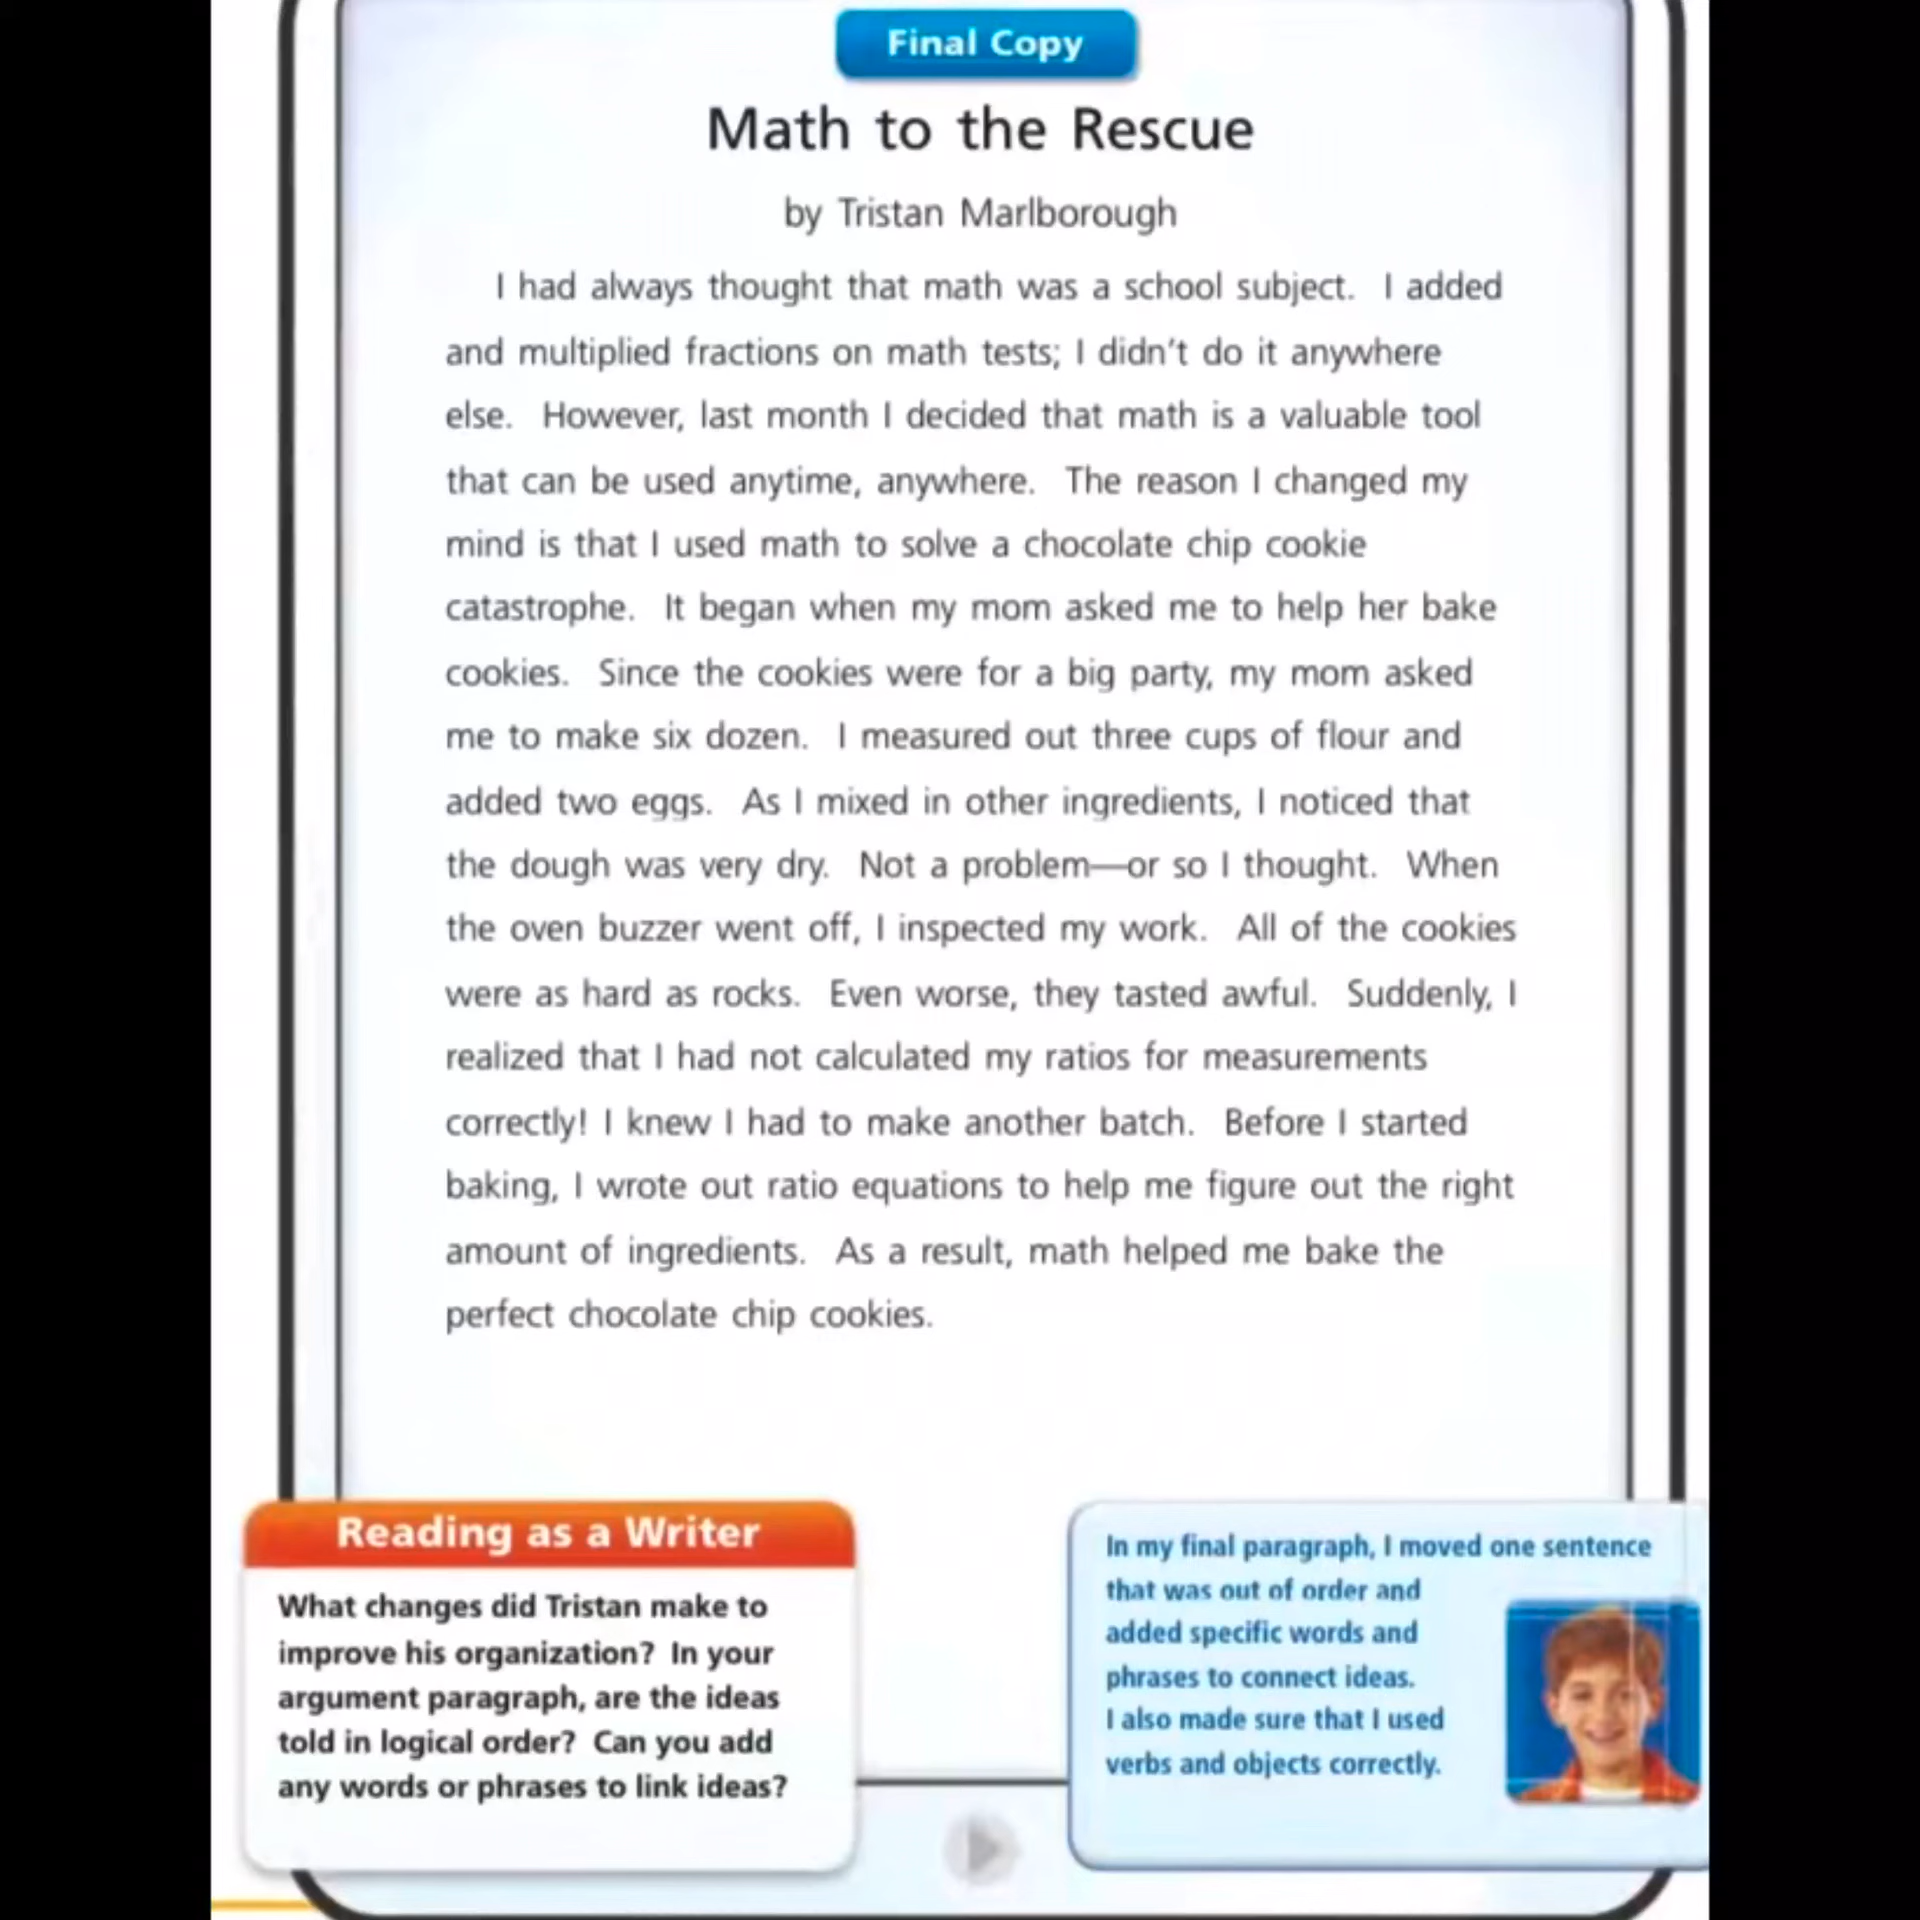 Final Copy
Math to the Rescue
by Tristan Marlborough
I had always thought that math was a school subject. I added
and multiplied fractions on math tests; I didn't do it anywhere
else. However, last month I decided that math is a valuable tool
that can be used anytime, anywhere. The reason I changed my
mind is that I used math to solve a chocolate chip cookie
catastrophe. It began when my mom asked me to help her bake
cookies. Since the cookies were for a big party, my mom asked
me to make six dozen. I measured out three cups of flour and
added two eggs. As I mixed in other ingredients, I noticed that
the dough was very dry. Not a problem—or so I thought. When
the oven buzzer went off, I inspected my work. All of the cookies
were as hard as rocks. Even worse, they tasted awful. Suddenly, I
realized that I had not calculated my ratios for measurements
correctly! I knew I had to make another batch. Before I started
baking, I wrote out ratio equations to help me figure out the right
amount of ingredients. As a result, math helped me bake the
perfect chocolate chip cookies.
Reading as a Writer
What changes did Tristan make to
improve his organization? In your
argument paragraph, are the ideas
told in logical order? Can you add
any words or phrases to link ideas?
In my final paragraph, I moved one sentence
that was out of order and
added specific words and
phrases to connect ideas.
I also made sure that I used
verbs and objects correctly.